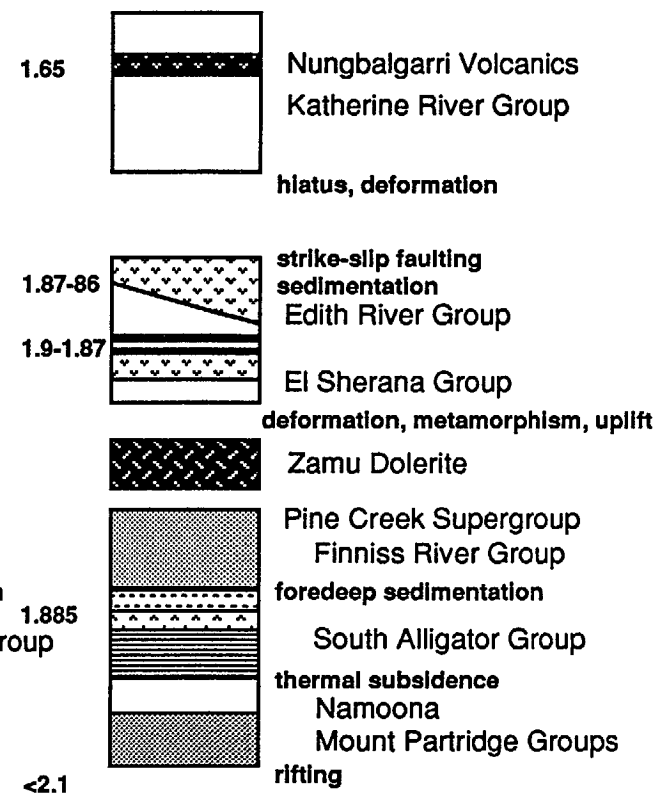 1.65
Nungbalgarri Volcanics
Katherine River Group
hiatus, deformation
strike-slip faulting
1.87-86
sedimentation
Edith River Group
1.9-1.87
El Sherana Group
deformation, metamorphism, uplift
Zamu Dolerite
Pine Creek Supergroup
Finniss River Group
foredeep sedimentation
1.885
roup
South Alligator Group
thermal subsidence
Namoona
Mount Partridge Groups
rifting
<2.1